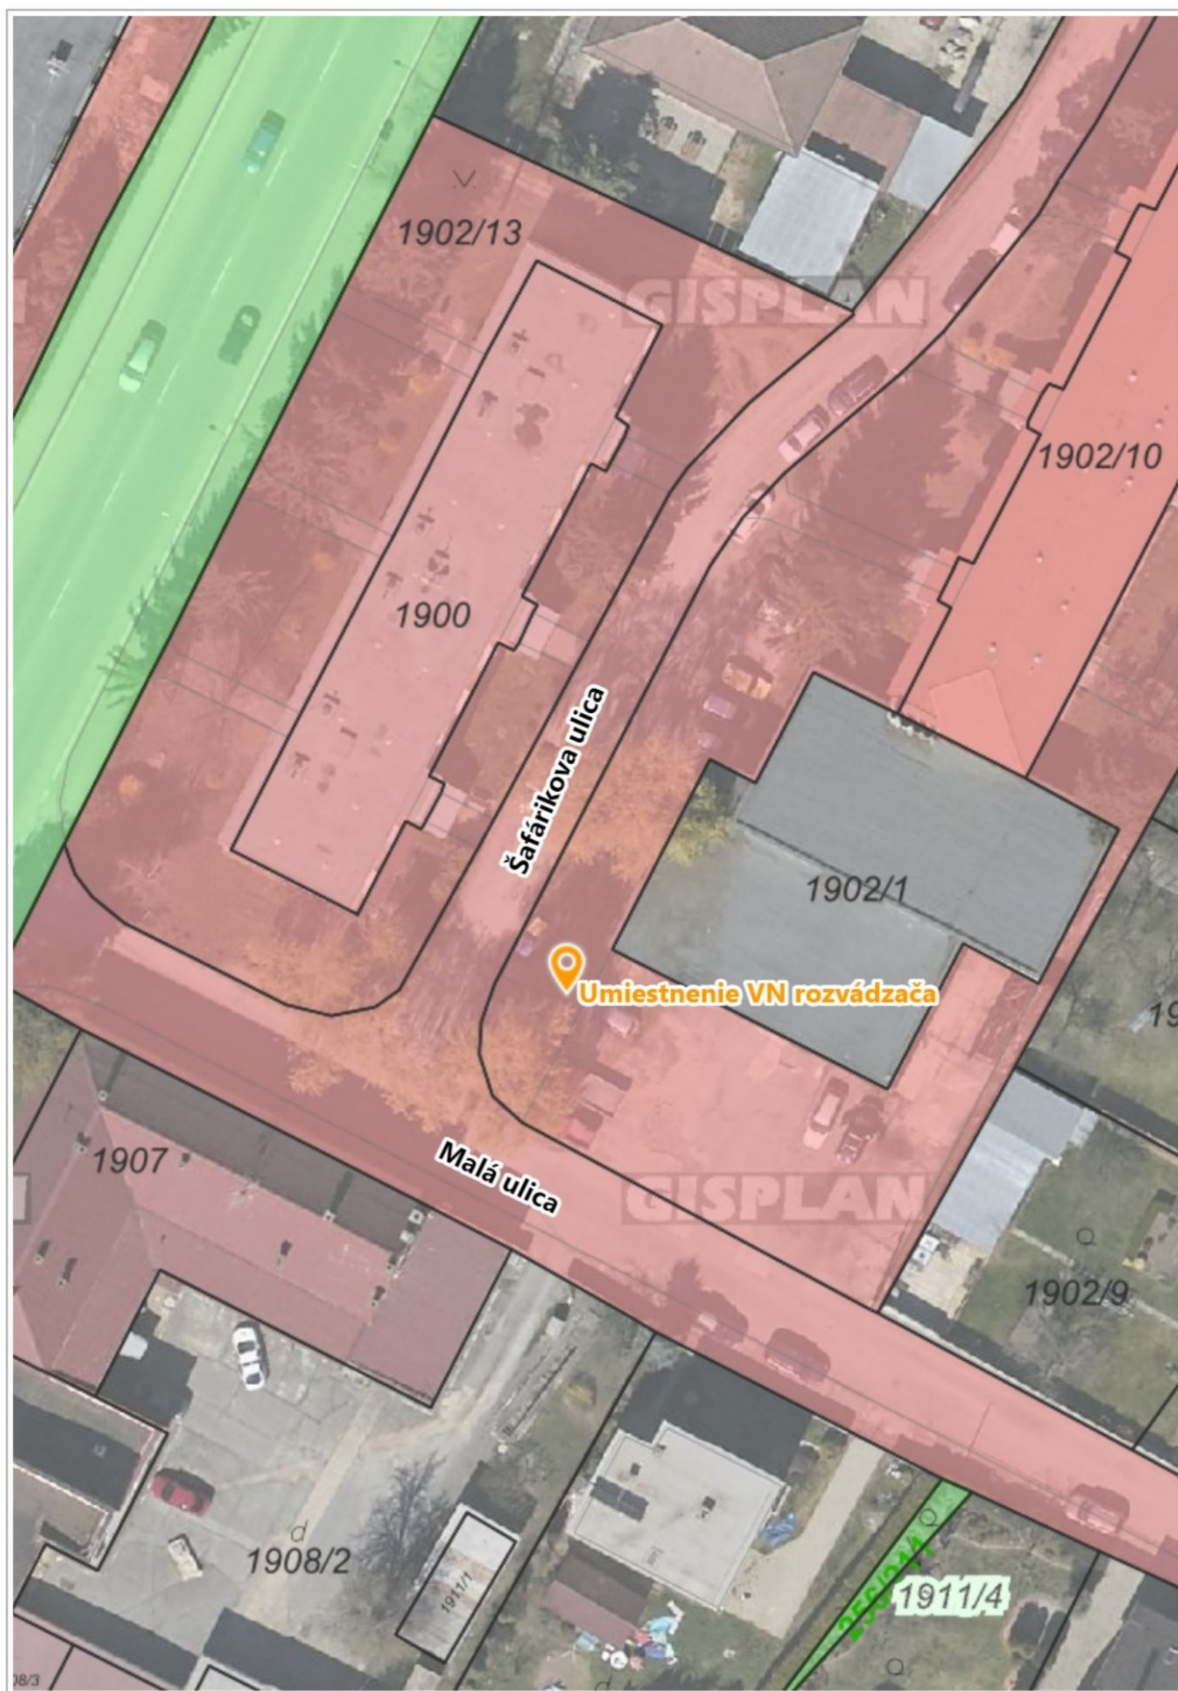 1902/13
GISPLAN
1902/10
1900
Šafárikova ulica
1902/1
Umiestnenie VN rozvádzača
1907
Malá ulica
GISPLAN
1902/9
1908/2
1911/1
1911/4